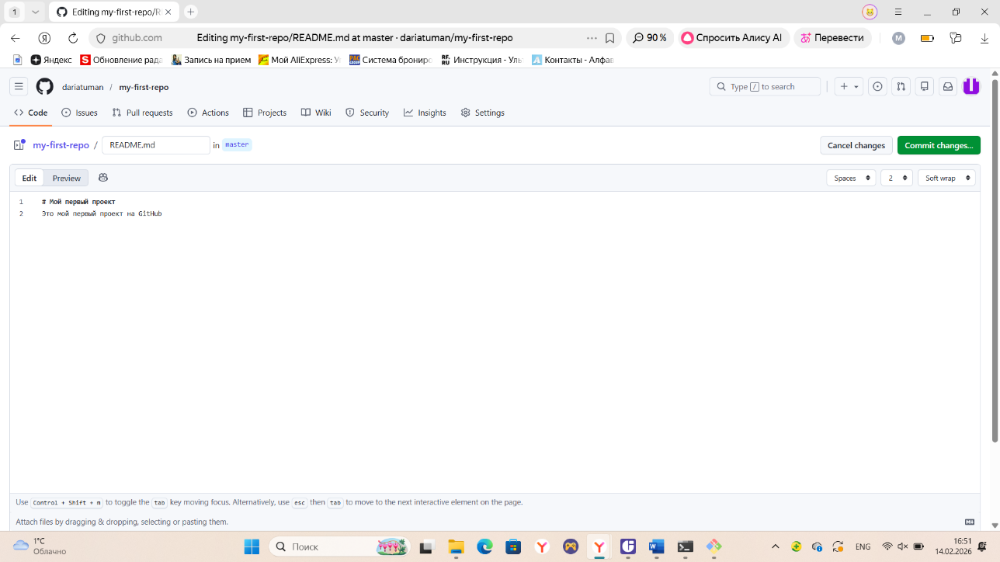 1
Editing my-first-repo/R
github.com
Editing my-first-repo/README.md at master · dariatuman/my-first-repo
90 %
Спросить Алису AI
Перевести
M
Яндекс
Обновление рада
Запись на прием
Мой AliExpress: Ус
Система брониро
Инструкция - Уль
Контакты - Алфав
dariatuman / my-first-repo
Type / to search
Code
Issues
Pull requests
Actions
Projects
Wiki
Security
Insights
Settings
my-first-repo / README.md in master
Cancel changes
Commit changes...
Edit
Preview
Spaces
2
Soft wrap
1 # Мой первый проект
2 Это мой первый проект на GitHub
Use Control + Shift + m to toggle the tab key moving focus. Alternatively, use esc then tab to move to the next interactive element on the page.
Attach files by dragging & dropping, selecting or pasting them.
1°C
Облачно
Поиск
ENG
16:51
14.02.2026